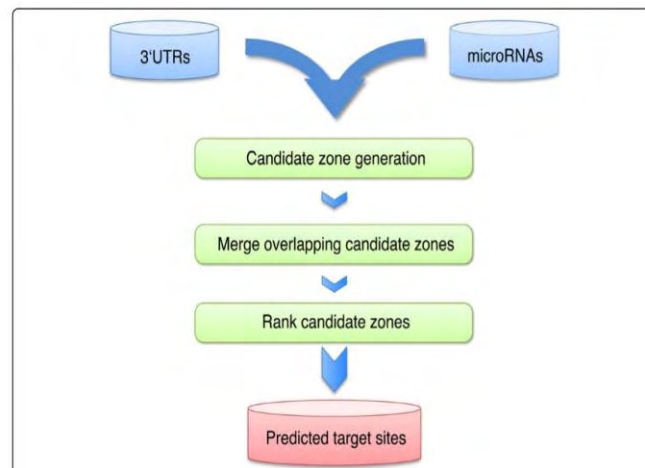 3'UTRs
microRNAs
Candidate zone generation
Merge overlapping candidate zones
Rank candidate zones
Predicted target sites